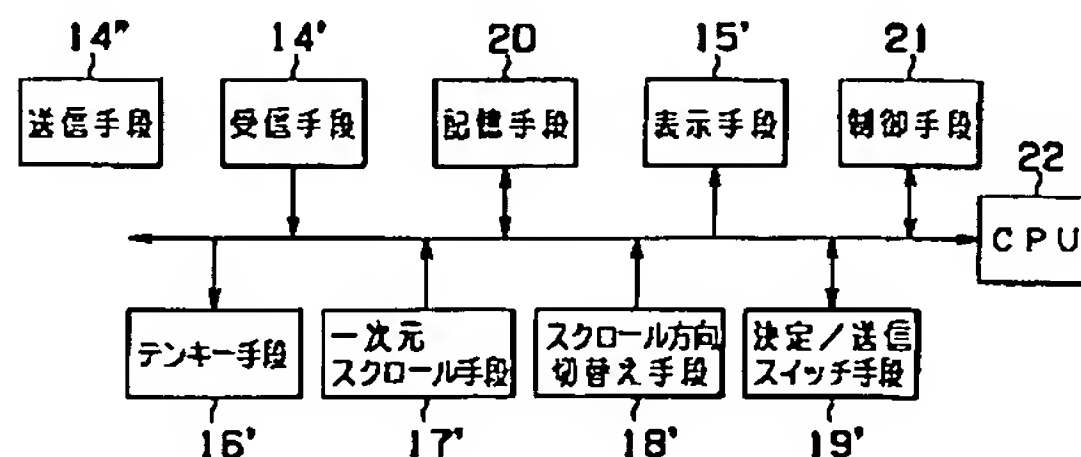 14" 14' 20 15' 21
送信手段 受信手段 記憶手段 表示手段 制御手段
22
CPU
テンキー手段
一次元
スクロール手段
スクロール方向
切替え手段
決定/送信
スイッチ手段
16' 17' 18' 19'